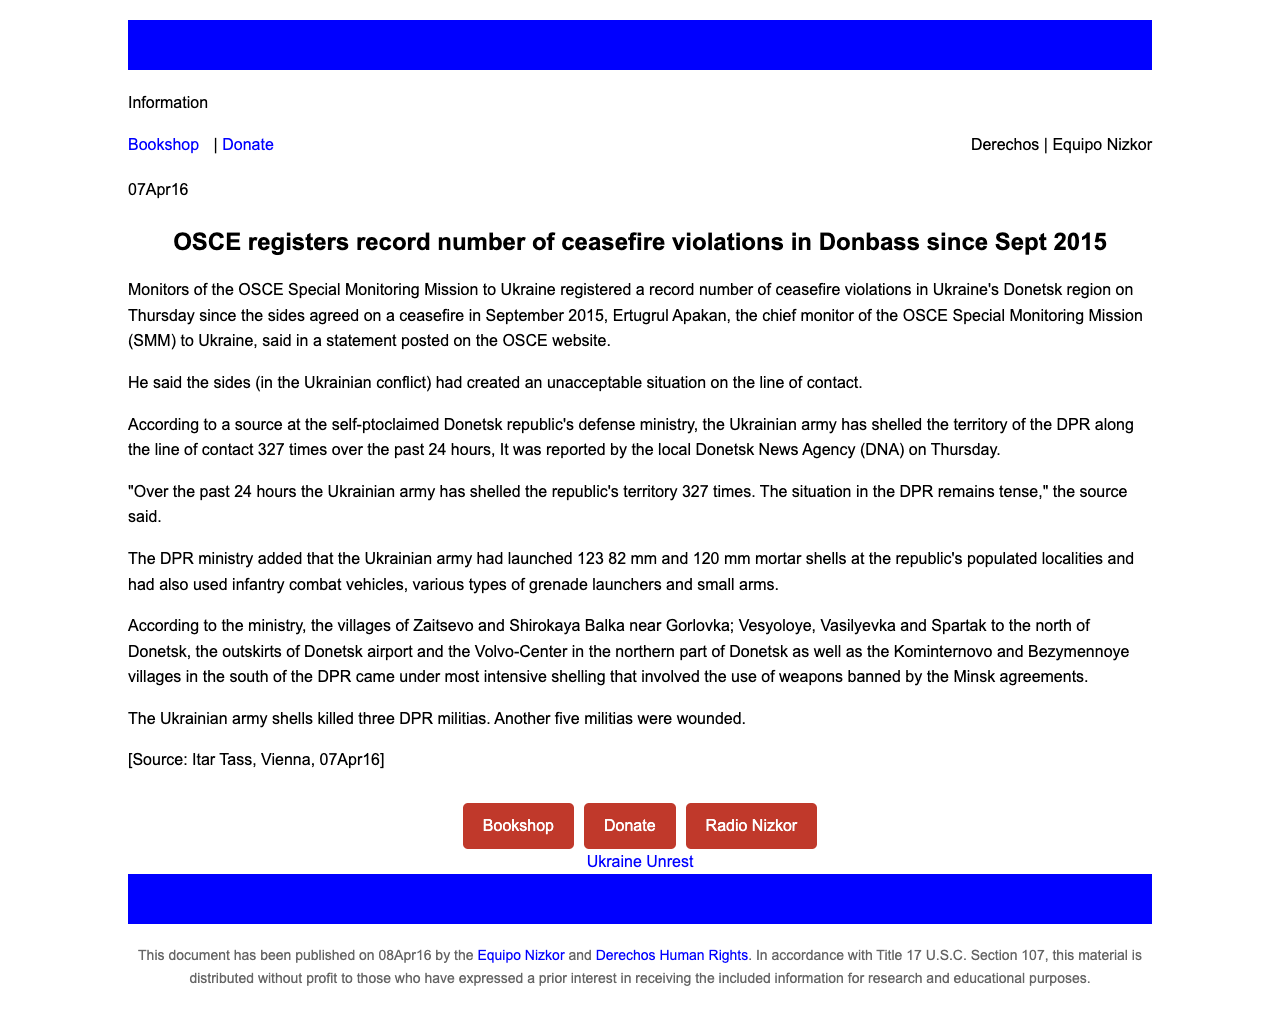 Information
Bookshop | Donate
Derechos | Equipo Nizkor
07Apr16
OSCE registers record number of ceasefire violations in Donbass since Sept 2015
Monitors of the OSCE Special Monitoring Mission to Ukraine registered a record number of ceasefire violations in Ukraine's Donetsk region on
Thursday since the sides agreed on a ceasefire in September 2015, Ertugrul Apakan, the chief monitor of the OSCE Special Monitoring Mission
(SMM) to Ukraine, said in a statement posted on the OSCE website.
He said the sides (in the Ukrainian conflict) had created an unacceptable situation on the line of contact.
According to a source at the self-ptoclaimed Donetsk republic's defense ministry, the Ukrainian army has shelled the territory of the DPR along
the line of contact 327 times over the past 24 hours, It was reported by the local Donetsk News Agency (DNA) on Thursday.
"Over the past 24 hours the Ukrainian army has shelled the republic's territory 327 times. The situation in the DPR remains tense," the source
said.
The DPR ministry added that the Ukrainian army had launched 123 82 mm and 120 mm mortar shells at the republic's populated localities and
had also used infantry combat vehicles, various types of grenade launchers and small arms.
According to the ministry, the villages of Zaitsevo and Shirokaya Balka near Gorlovka; Vesyoloye, Vasilyevka and Spartak to the north of
Donetsk, the outskirts of Donetsk airport and the Volvo-Center in the northern part of Donetsk as well as the Kominternovo and Bezymennoye
villages in the south of the DPR came under most intensive shelling that involved the use of weapons banned by the Minsk agreements.
The Ukrainian army shells killed three DPR militias. Another five militias were wounded.
[Source: Itar Tass, Vienna, 07Apr16]
Bookshop Donate Radio Nizkor
Ukraine Unrest
This document has been published on 08Apr16 by the Equipo Nizkor and Derechos Human Rights. In accordance with Title 17 U.S.C. Section 107, this material is
distributed without profit to those who have expressed a prior interest in receiving the included information for research and educational purposes.